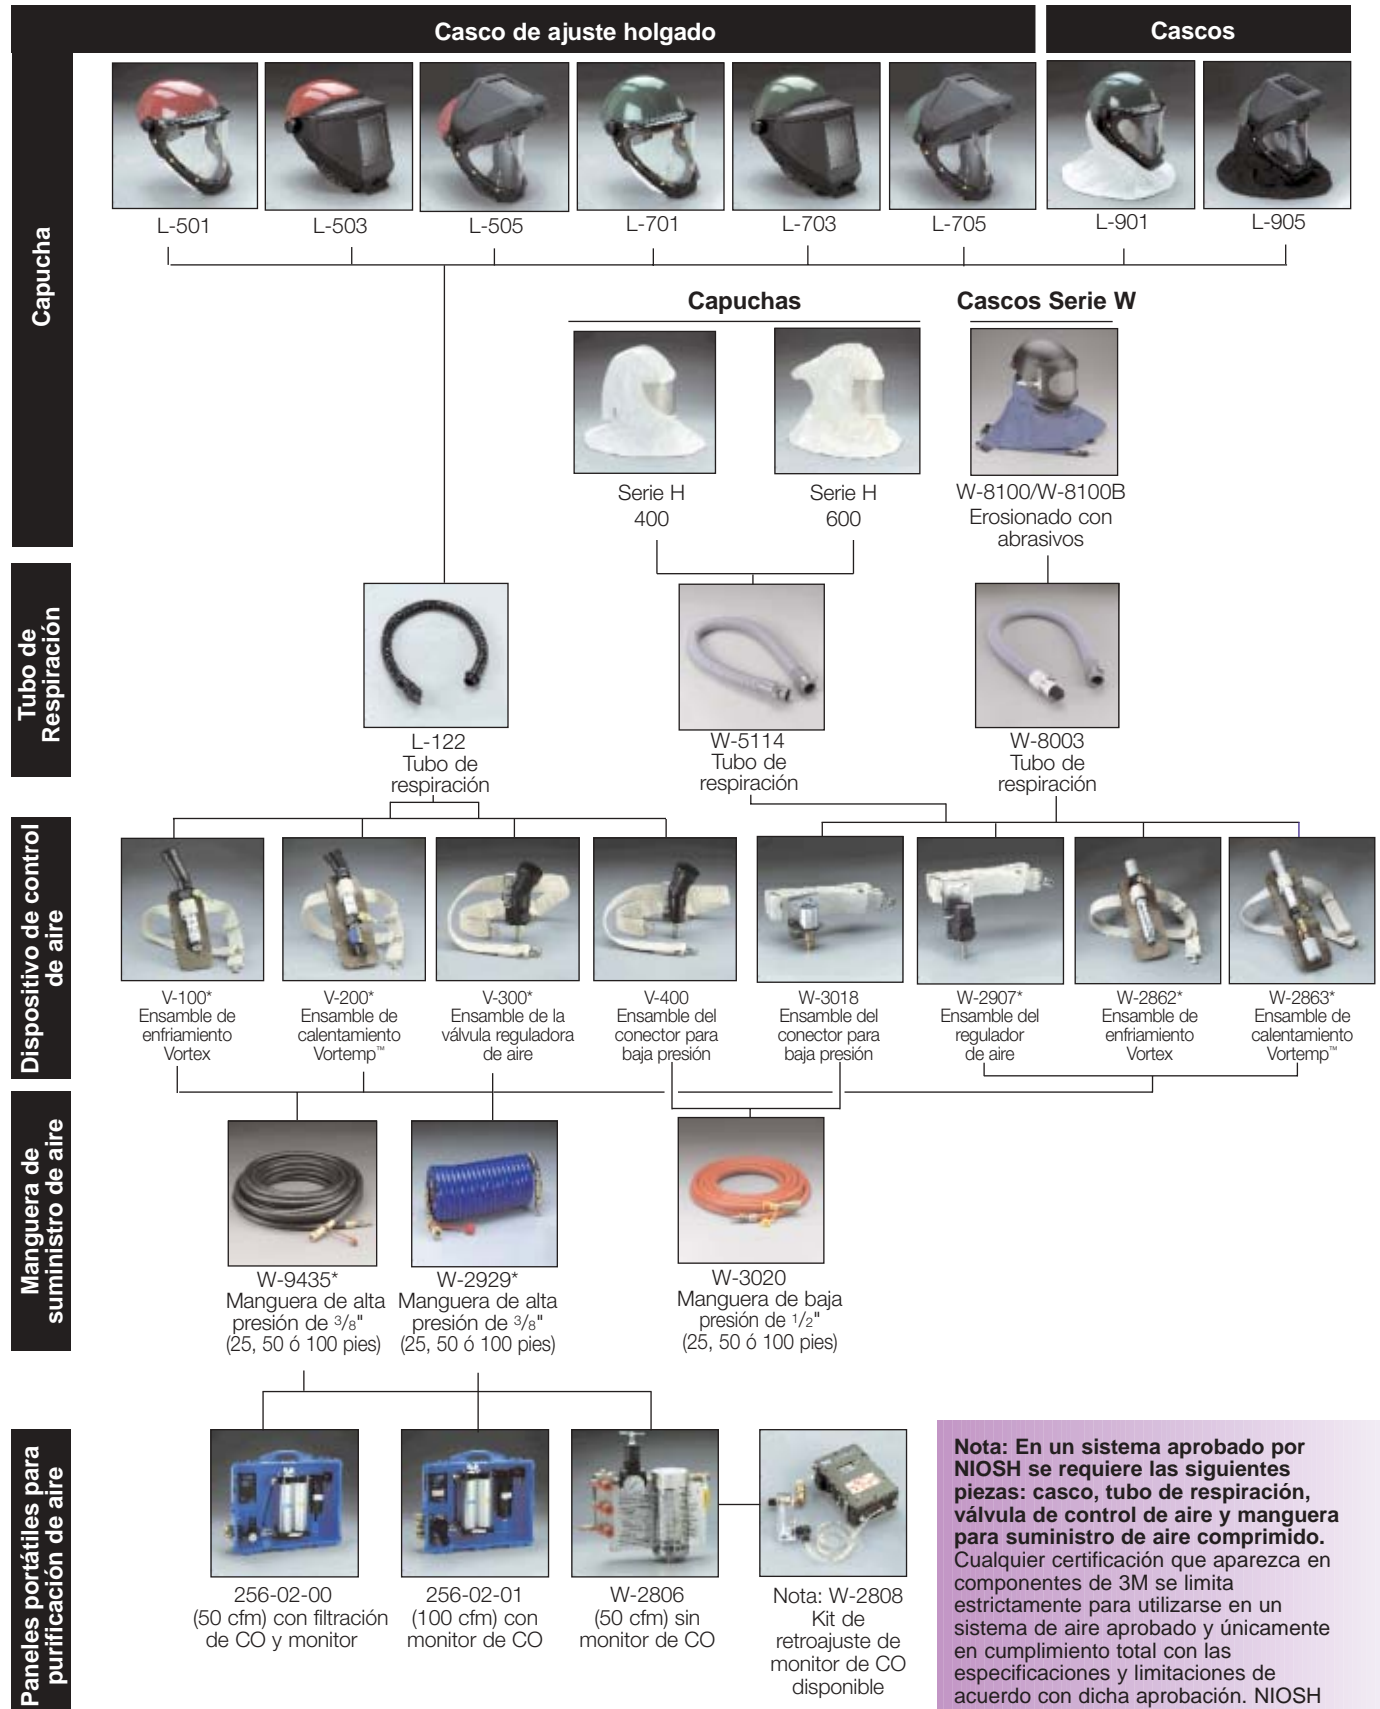 Casco de ajuste holgado
Cascos
Capucha
L-501
L-503
L-505
L-701
L-703
L-705
L-901
L-905
Capuchas
Cascos Serie W
Serie H
400
Serie H
600
W-8100/W-8100B
Erosionado con
abrasivos
Tubo de
Respiración
L-122
Tubo de
respiración
W-5114
Tubo de
respiración
W-8003
Tubo de
respiración
Dispositivo de control
de aire
V-100*
Ensamble de
enfriamiento
Vortex
V-200*
Ensamble de
calentamiento
Vortemp™
V-300*
Ensamble de la
válvula reguladora
de aire
V-400
Ensamble del
conector para
baja presión
W-3018
Ensamble del
conector para
baja presión
W-2907*
Ensamble del
regulador
de aire
W-2862*
Ensamble de
enfriamiento
Vortex
W-2863*
Ensamble de
calentamiento
Vortemp™
Manguera de
suministro de aire
W-9435*
Manguera de alta
presión de 3/8"
(25, 50 ó 100 pies)
W-2929*
Manguera de alta
presión de 3/8"
(25, 50 ó 100 pies)
W-3020
Manguera de baja
presión de 1/2"
(25, 50 ó 100 pies)
Paneles portátiles para
purificación de aire
256-02-00
(50 cfm) con filtración
de CO y monitor
256-02-01
(100 cfm) con
monitor de CO
W-2806
(50 cfm) sin
monitor de CO
Nota: W-2808
Kit de
retroajuste de
monitor de CO
disponible
Nota: En un sistema aprobado por
NIOSH se requiere las siguientes
piezas: casco, tubo de respiración,
válvula de control de aire y manguera
para suministro de aire comprimido.
Cualquier certificación que aparezca en
componentes de 3M se limita
estrictamente para utilizarse en un
sistema de aire aprobado y únicamente
en cumplimiento total con las
especificaciones y limitaciones de
acuerdo con dicha aprobación. NIOSH